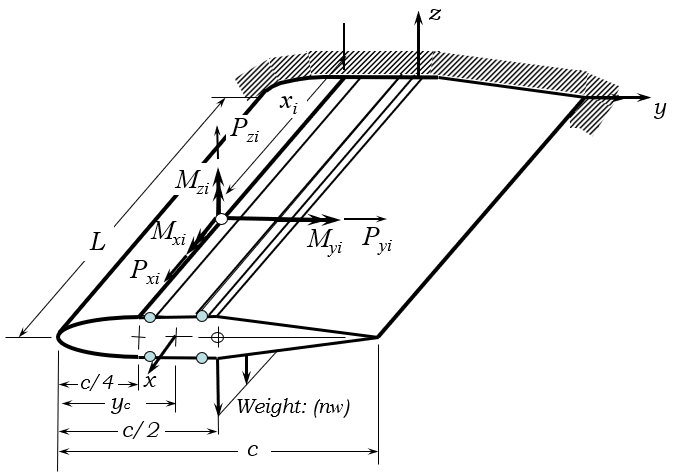 z
y
x_i
P_zi
M_zi
L
M_xi
P_xi
M_yi
P_yi
c/4
x
y_c
Weight: (nw)
c/2
c